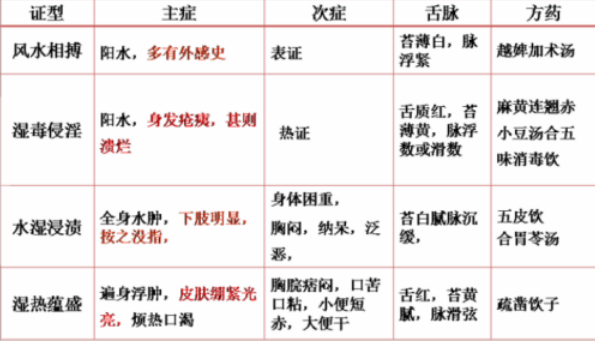 证型 主症 次症 舌脉 方药
风水相搏
阳水，多有外感史
表证
苔薄白，脉
浮紧
越婢加术汤
湿毒侵淫
阳水，身发疮痍，甚则
溃烂
热证
舌质红，苔
薄黄，脉浮
数或滑数
麻黄连翘赤
小豆汤合五
味消毒饮
水湿浸渍
全身水肿，下肢明显，
按之没指，
身体困重，
胸闷，纳呆，泛
恶，
苔白腻脉沉
缓，
五皮饮
合胃苓汤
湿热蕴盛
遍身浮肿，皮肤绷紧光
亮，烦热口渴
胸脘痞闷，口苦
口粘，小便短
赤，大便干
舌红，苔黄
腻，脉滑弦
疏凿饮子